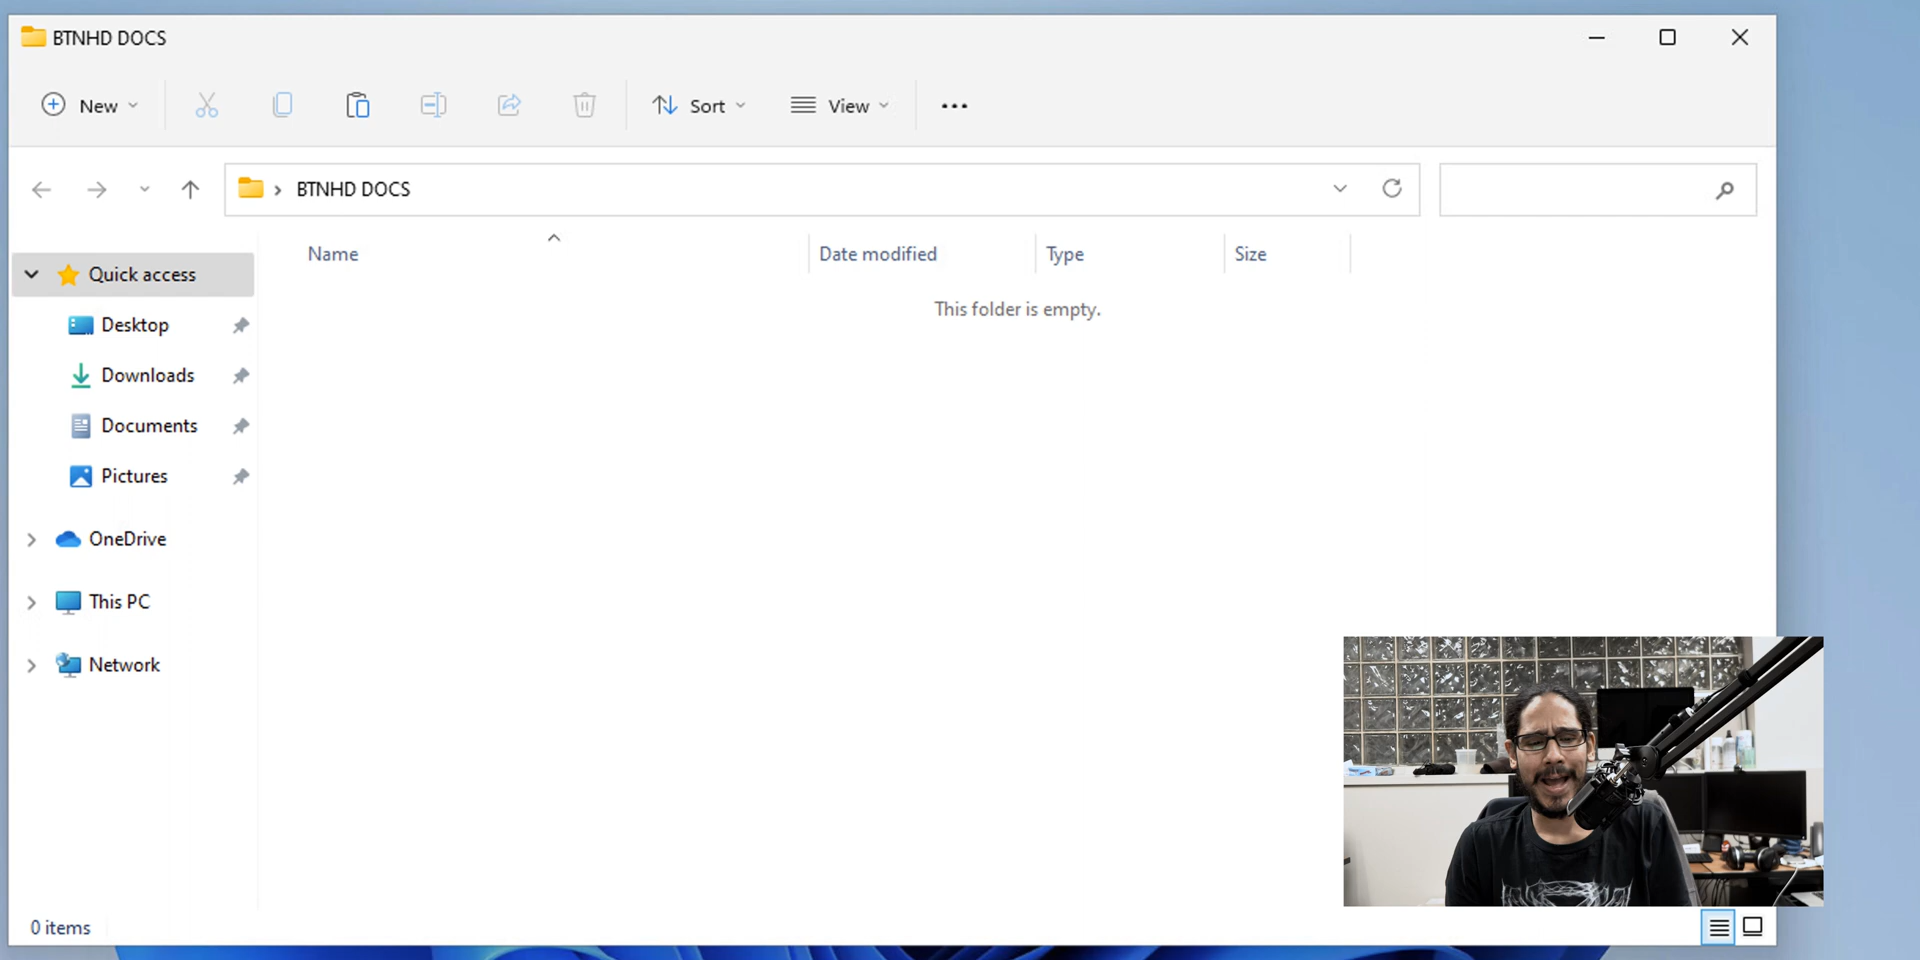 BTNHD DOCS
New
Sort
View
BTNHD DOCS
Name
Date modified
Type
Size
This folder is empty.
Quick access
Desktop
Downloads
Documents
Pictures
OneDrive
This PC
Network
0 items